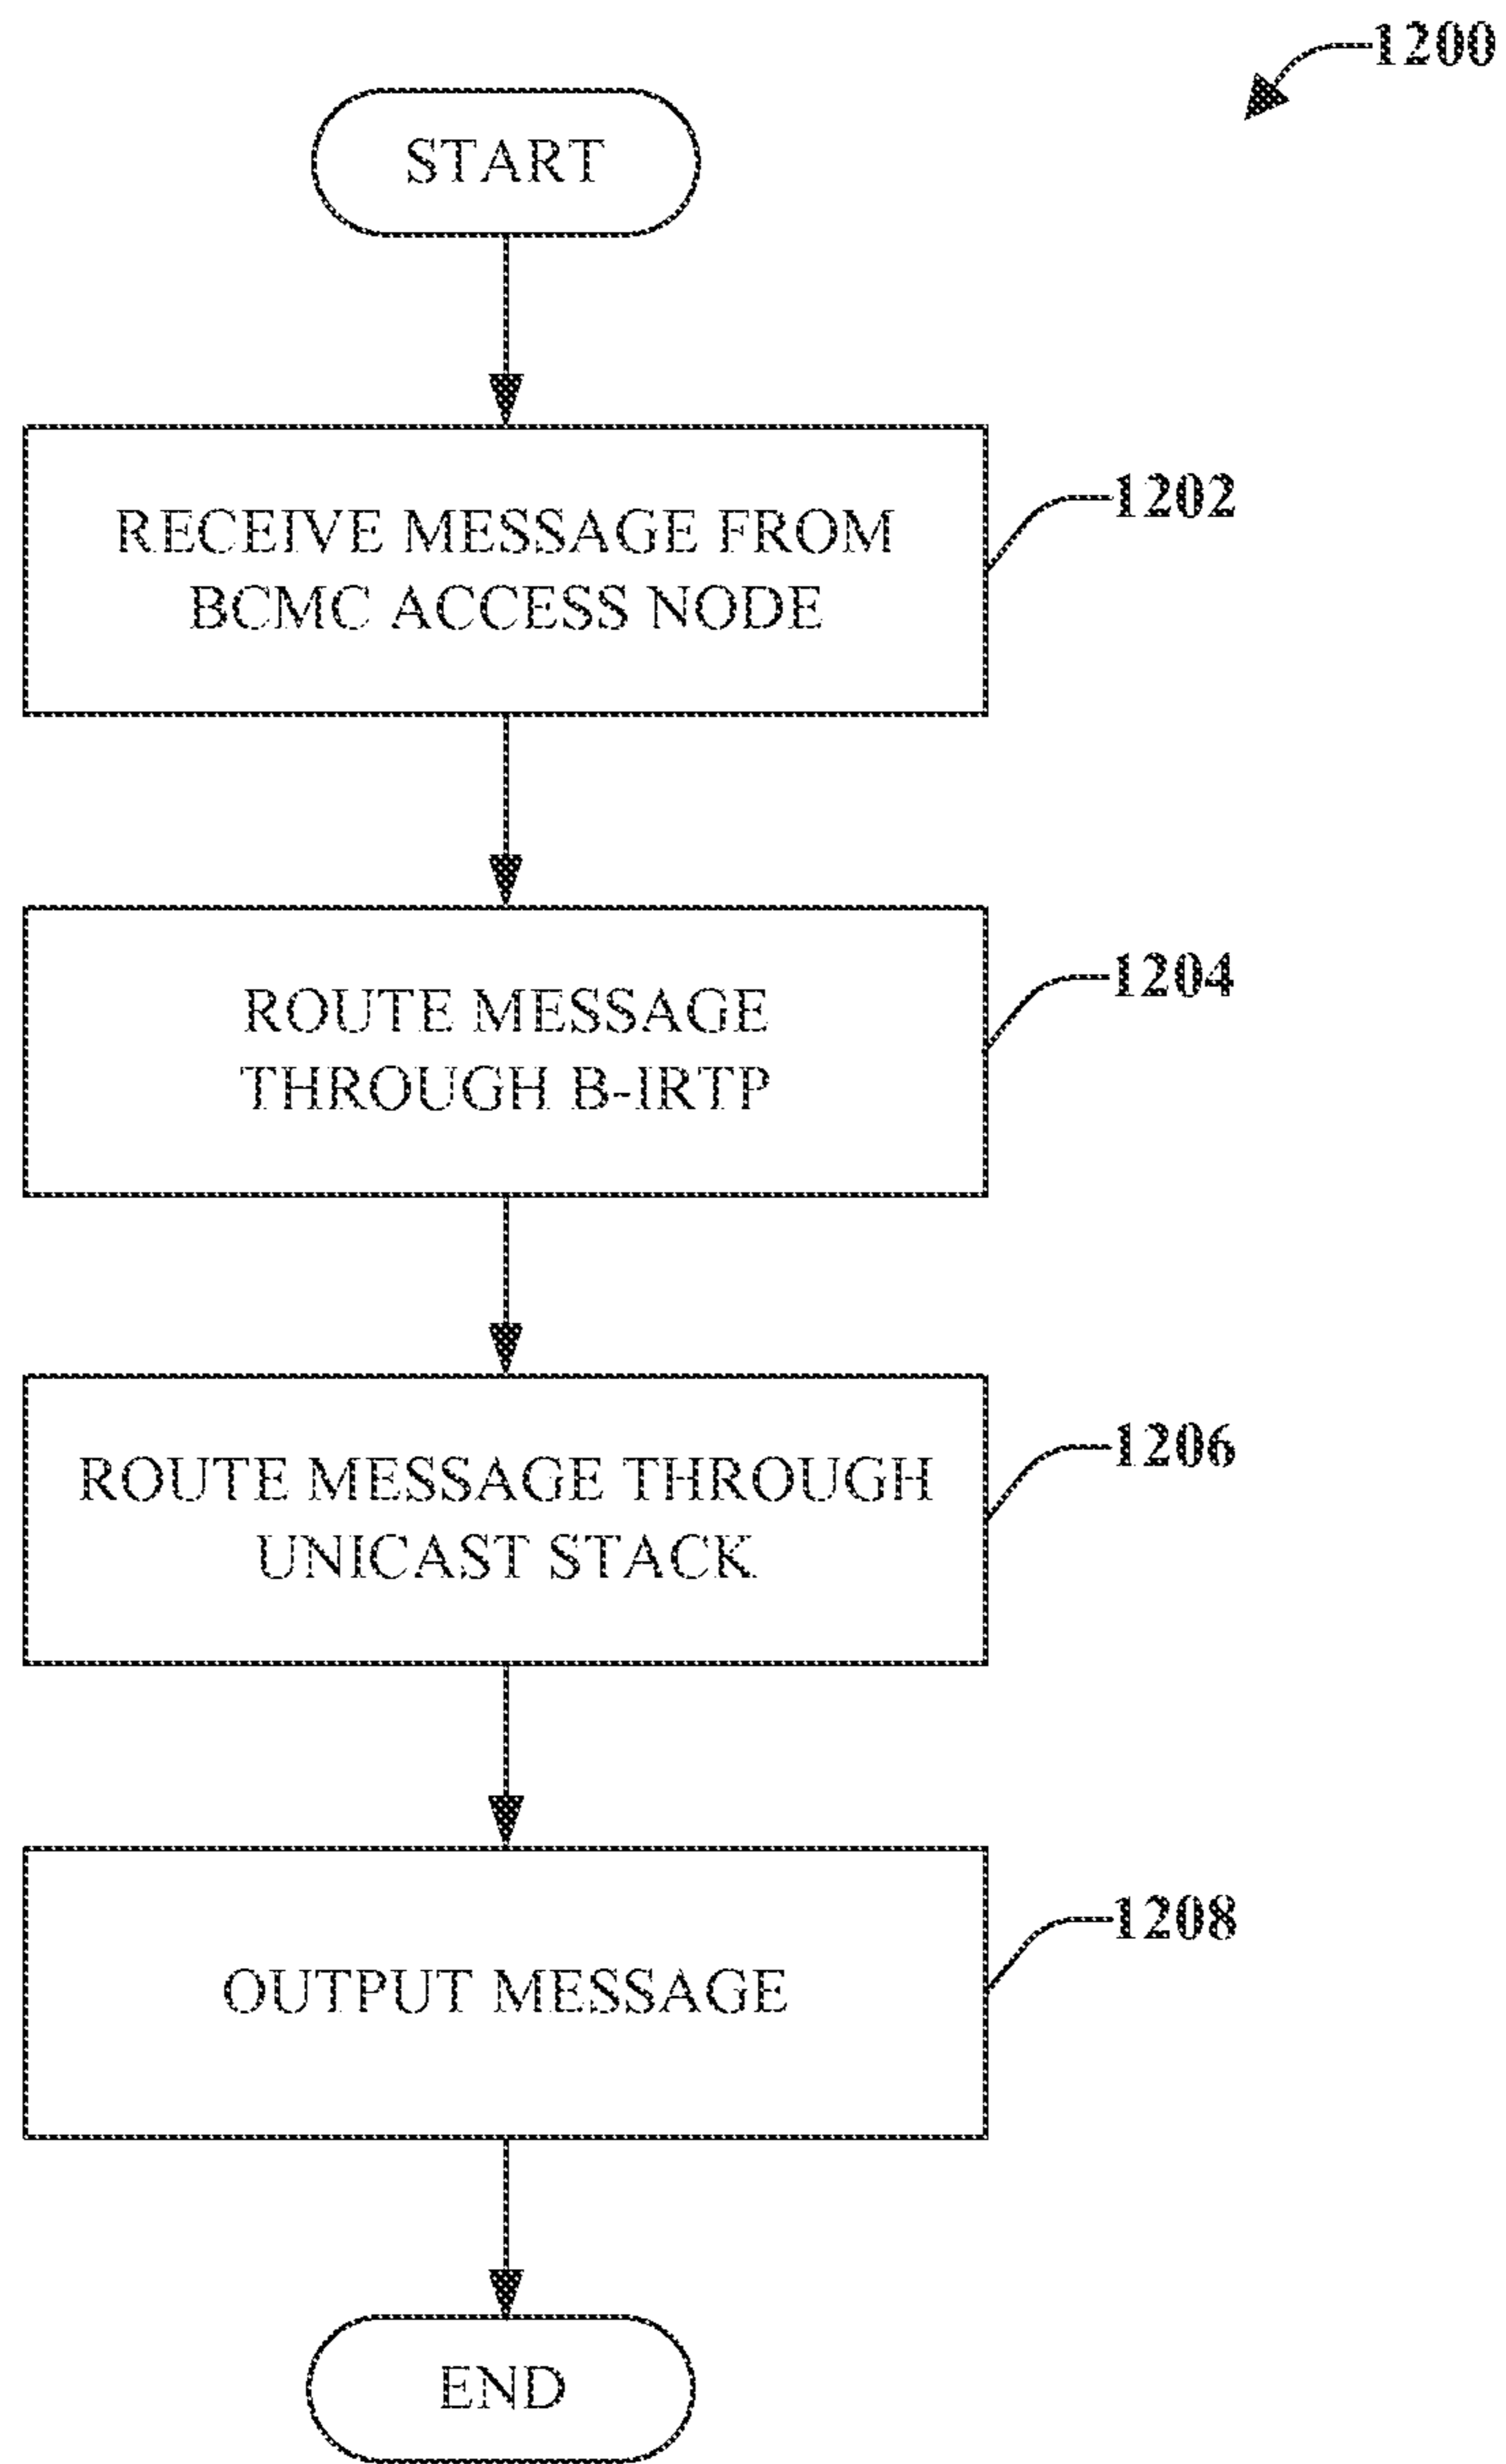 1200
START
RECEIVE MESSAGE FROM
BCMC ACCESS NODE
1202
ROUTE MESSAGE
THROUGH B-IRTP
1204
ROUTE MESSAGE THROUGH
UNICAST STACK
1206
OUTPUT MESSAGE
1208
END